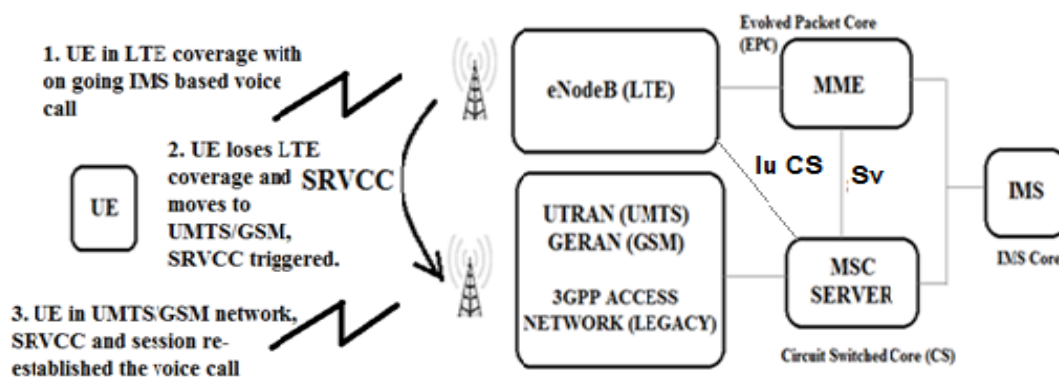 1. UE in LTE coverage with
on going IMS based voice
call
2. UE loses LTE
coverage and
moves to
UMTS/GSM,
SRVCC triggered.
SRVCC
UE
3. UE in UMTS/GSM network,
SRVCC and session re-
established the voice call
eNodeB (LTE)
Evolved Packet Core
(EPC)
MME
Iu CS
Sv
UTRAN (UMTS)
GERAN (GSM)
3GPP ACCESS
NETWORK (LEGACY)
MSC
SERVER
Circuit Switched Core (CS)
IMS
IMS Core